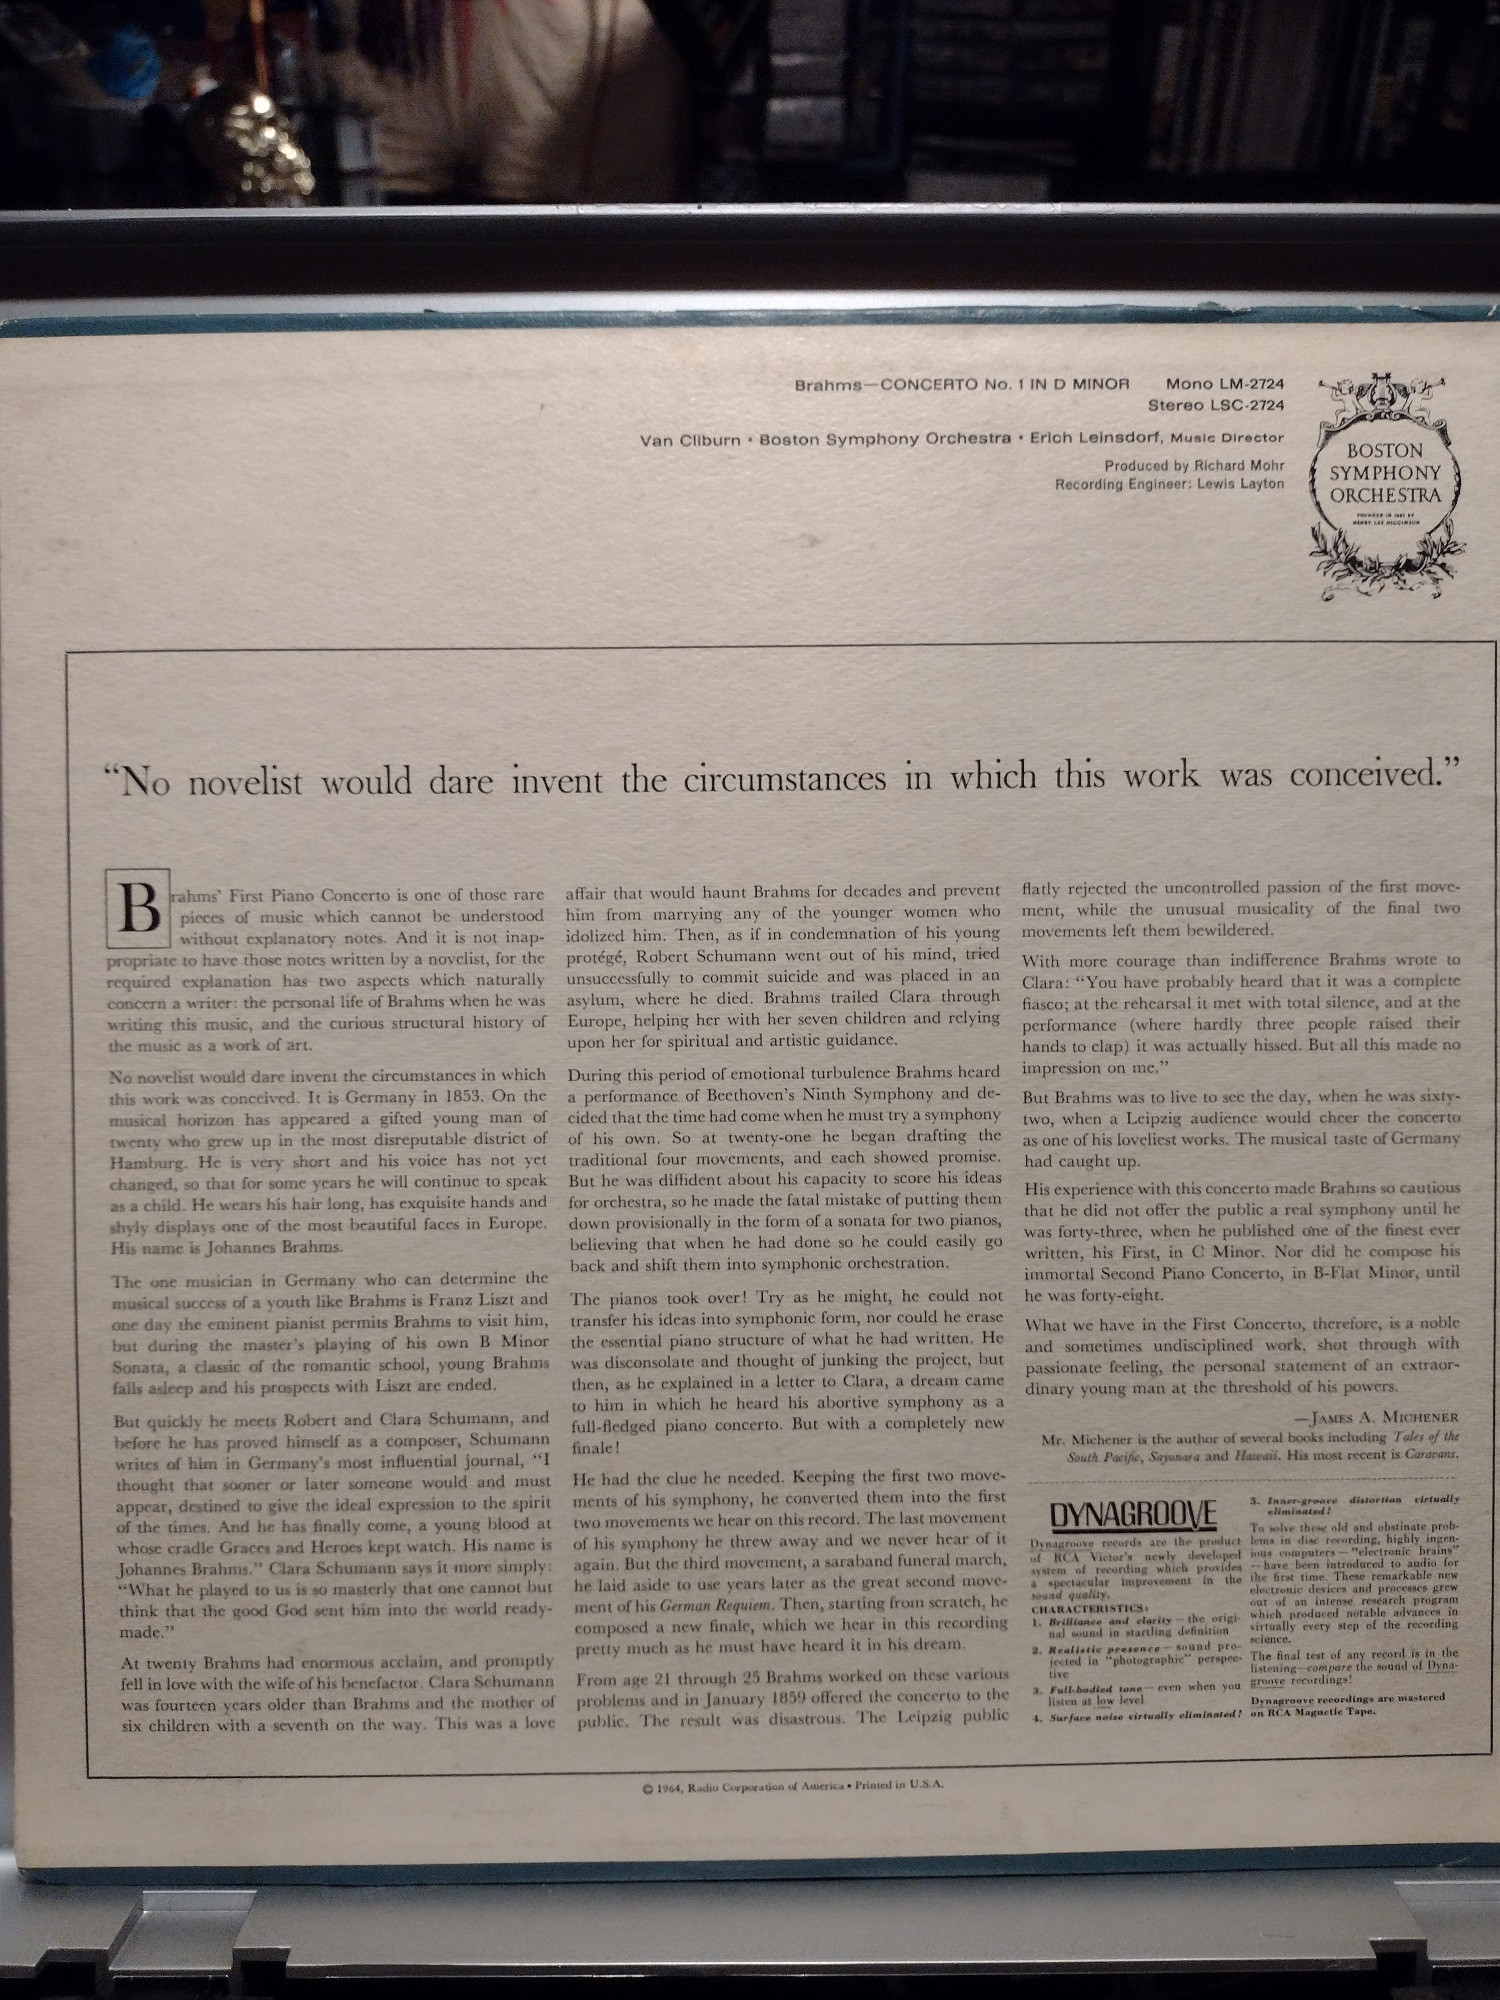 Brahms—CONCERTO No. 1 IN D MINOR Mono LM-2724
Stereo LSC-2724
Van Cliburn • Boston Symphony Orchestra • Erich Leinsdorf, Music Director
Produced by Richard Mohr
Recording Engineer: Lewis Layton
BOSTON
SYMPHONY
ORCHESTRA
FOUNDED IN 1881 BY
HENRY LEE HIGGINSON
“No novelist would dare invent the circumstances in which this work was conceived.”
Brahms’ First Piano Concerto is one of those rare
pieces of music which cannot be understood
without explanatory notes. And it is not inap-
propriate to have those notes written by a novelist, for the
required explanation has two aspects which naturally
concern a writer: the personal life of Brahms when he was
writing this music, and the curious structural history of
the music as a work of art.
No novelist would dare invent the circumstances in which
this work was conceived. It is Germany in 1853. On the
musical horizon has appeared a gifted young man of
twenty who grew up in the most disreputable district of
Hamburg. He is very short and his voice has not yet
changed, so that for some years he will continue to speak
as a child. He wears his hair long, has exquisite hands and
shyly displays one of the most beautiful faces in Europe.
His name is Johannes Brahms.
The one musician in Germany who can determine the
musical success of a youth like Brahms is Franz Liszt and
one day the eminent pianist permits Brahms to visit him,
but during the master’s playing of his own B Minor
Sonata, a classic of the romantic school, young Brahms
falls asleep and his prospects with Liszt are ended.
But quickly he meets Robert and Clara Schumann, and
before he has proved himself as a composer, Schumann
writes of him in Germany’s most influential journal, “I
thought that sooner or later someone would and must
appear, destined to give the ideal expression to the spirit
of the times. And he has finally come, a young blood at
whose cradle Graces and Heroes kept watch. His name is
Johannes Brahms.” Clara Schumann says it more simply:
“What he played to us is so masterly that one cannot but
think that the good God sent him into the world ready-
made.”
At twenty Brahms had enormous acclaim, and promptly
fell in love with the wife of his benefactor. Clara Schumann
was fourteen years older than Brahms and the mother of
six children with a seventh on the way. This was a love
affair that would haunt Brahms for decades and prevent
him from marrying any of the younger women who
idolized him. Then, as if in condemnation of his young
protégé, Robert Schumann went out of his mind, tried
unsuccessfully to commit suicide and was placed in an
asylum, where he died. Brahms trailed Clara through
Europe, helping her with her seven children and relying
upon her for spiritual and artistic guidance.
During this period of emotional turbulence Brahms heard
a performance of Beethoven’s Ninth Symphony and de-
cided that the time had come when he must try a symphony
of his own. So at twenty-one he began drafting the
traditional four movements, and each showed promise.
But he was diffident about his capacity to score his ideas
for orchestra, so he made the fatal mistake of putting them
down provisionally in the form of a sonata for two pianos,
believing that when he had done so he could easily go
back and shift them into symphonic orchestration.
The pianos took over! Try as he might, he could not
transfer his ideas into symphonic form, nor could he erase
the essential piano structure of what he had written. He
was disconsolate and thought of junking the project, but
then, as he explained in a letter to Clara, a dream came
to him in which he heard his abortive symphony as a
full-fledged piano concerto. But with a completely new
finale!
He had the clue he needed. Keeping the first two move-
ments of his symphony, he converted them into the first
two movements we hear on this record. The last movement
of his symphony he threw away and we never hear of it
again. But the third movement, a saraband funeral march,
he laid aside to use years later as the great second move-
ment of his German Requiem. Then, starting from scratch, he
composed a new finale, which we hear in this recording
pretty much as he must have heard it in his dream.
From age 21 through 25 Brahms worked on these various
problems and in January 1859 offered the concerto to the
public. The result was disastrous. The Leipzig public
flatly rejected the uncontrolled passion of the first move-
ment, while the unusual musicality of the final two
movements left them bewildered.
With more courage than indifference Brahms wrote to
Clara: “You have probably heard that it was a complete
fiasco; at the rehearsal it met with total silence, and at the
performance (where hardly three people raised their
hands to clap) it was actually hissed. But all this made no
impression on me.”
But Brahms was to live to see the day, when he was sixty-
two, when a Leipzig audience would cheer the concerto
as one of his loveliest works. The musical taste of Germany
had caught up.
His experience with this concerto made Brahms so cautious
that he did not offer the public a real symphony until he
was forty-three, when he published one of the finest ever
written, his First, in C Minor. Nor did he compose his
immortal Second Piano Concerto, in B-Flat Minor, until
he was forty-eight.
What we have in the First Concerto, therefore, is a noble
and sometimes undisciplined work, shot through with
passionate feeling, the personal statement of an extraor-
dinary young man at the threshold of his powers.
—JAMES A. MICHENER
Mr. Michener is the author of several books including Tales of the
South Pacific, Sayonara and Hawaii. His most recent is Caravans.
DYNAGROOVE
Dynagroove records are the product
of RCA Victor’s newly developed
system of recording which provides
a spectacular improvement in the
sound quality.
CHARACTERISTICS:
1. Brilliance and clarity — the origi-
nal sound in startling definition
2. Realistic presence — sound pro-
jected in “photographic” perspec-
tive
3. Full-bodied tone — even when you
listen at low level
4. Surface noise virtually eliminated!
5. Inner-groove distortion virtually
eliminated!
To solve these old and obstinate prob-
lems in disc recording, highly ingen-
ious computers — “electronic brains”
— have been introduced to audio for
the first time. These remarkable new
electronic devices and processes grew
out of an intense research program
which produced notable advances in
virtually every step of the recording
science.
The final test of any record is in the
listening — compare the sound of Dyna-
groove recordings!
Dynagroove recordings are mastered
on RCA Magnetic Tape.
© 1964, Radio Corporation of America • Printed in U.S.A.